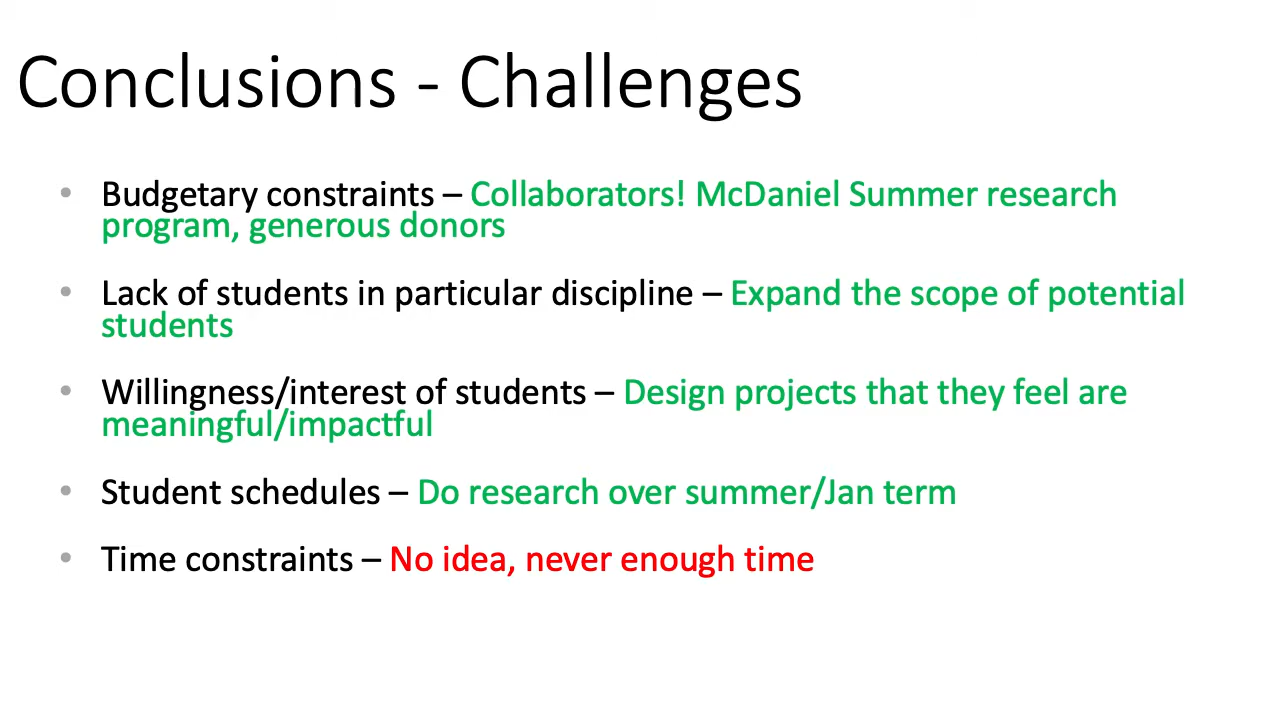 Conclusions - Challenges
• Budgetary constraints – Collaborators! McDaniel Summer research
program, generous donors
• Lack of students in particular discipline – Expand the scope of potential
students
• Willingness/interest of students – Design projects that they feel are
meaningful/impactful
• Student schedules – Do research over summer/Jan term
• Time constraints – No idea, never enough time